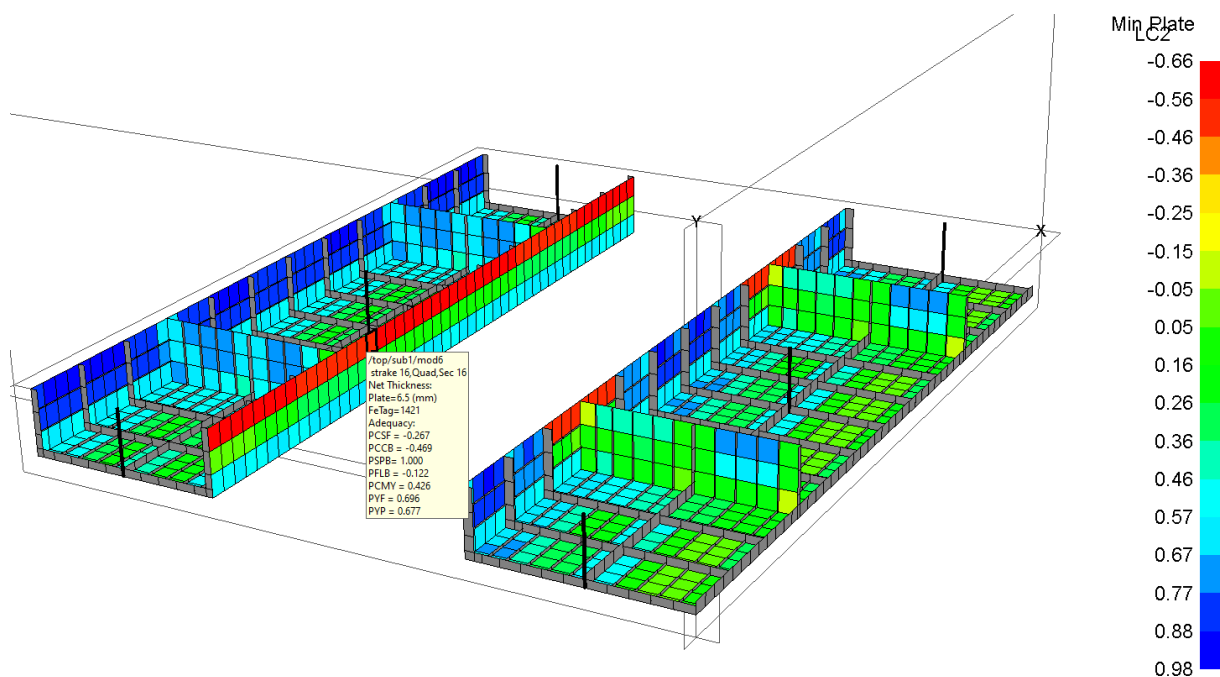 Min Plate
LC2
-0.66
-0.56
-0.46
-0.36
-0.25
-0.15
-0.05
0.05
0.16
0.26
0.36
0.46
0.57
0.67
0.77
0.88
0.98
Y
X
/top/sub1/mod6
strake 16,Quad,Sec 16
Net Thickness:
Plate=6.5 (mm)
FeTag=1421
Adequacy:
PCSF = -0.267
PCCB = -0.469
PSPB= 1.000
PFLB = -0.122
PCMY = 0.426
PYF = 0.696
PYP = 0.677